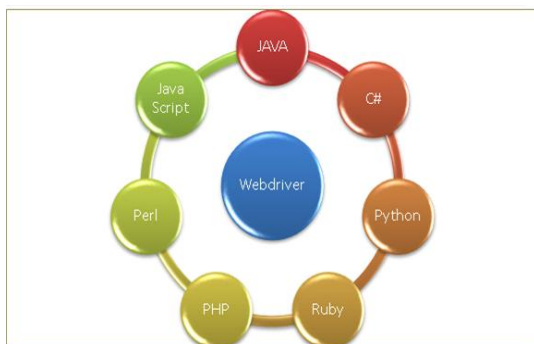 JAVA
C#
Python
Ruby
PHP
Perl
Java
Script
Webdriver